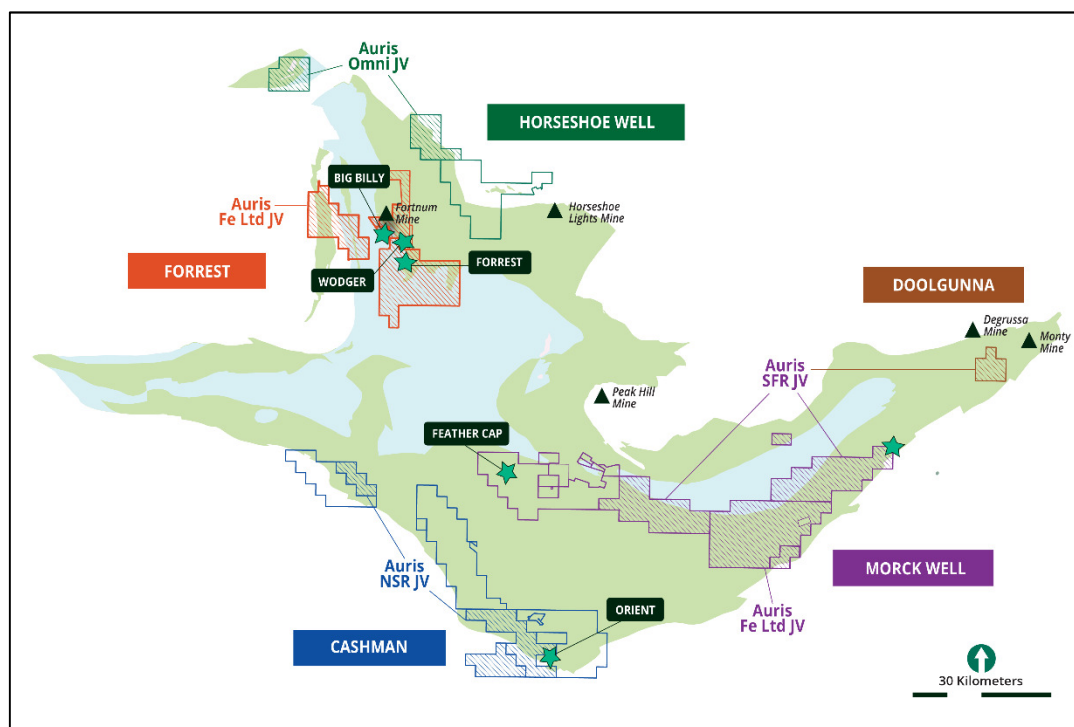 Auris
Omni JV
HORSESHOE WELL
BIG BILLY
Auris
Fe Ltd JV
Fortnum
Mine
Horseshoe
Lights Mine
FORREST
WODGER
FORREST
DOOLGUNNA
Degrussa
Mine
Monty
Mine
Auris
SFR JV
Peak Hill
Mine
FEATHER CAP
Auris
NSR JV
MORCK WELL
Auris
Fe Ltd JV
ORIENT
CASHMAN
30 Kilometers